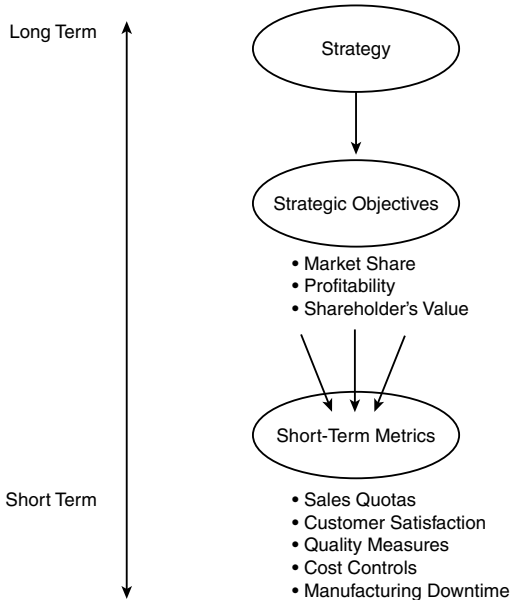 Long Term
Strategy
Strategic Objectives
• Market Share
• Profitability
• Shareholder’s Value
Short-Term Metrics
Short Term
• Sales Quotas
• Customer Satisfaction
• Quality Measures
• Cost Controls
• Manufacturing Downtime